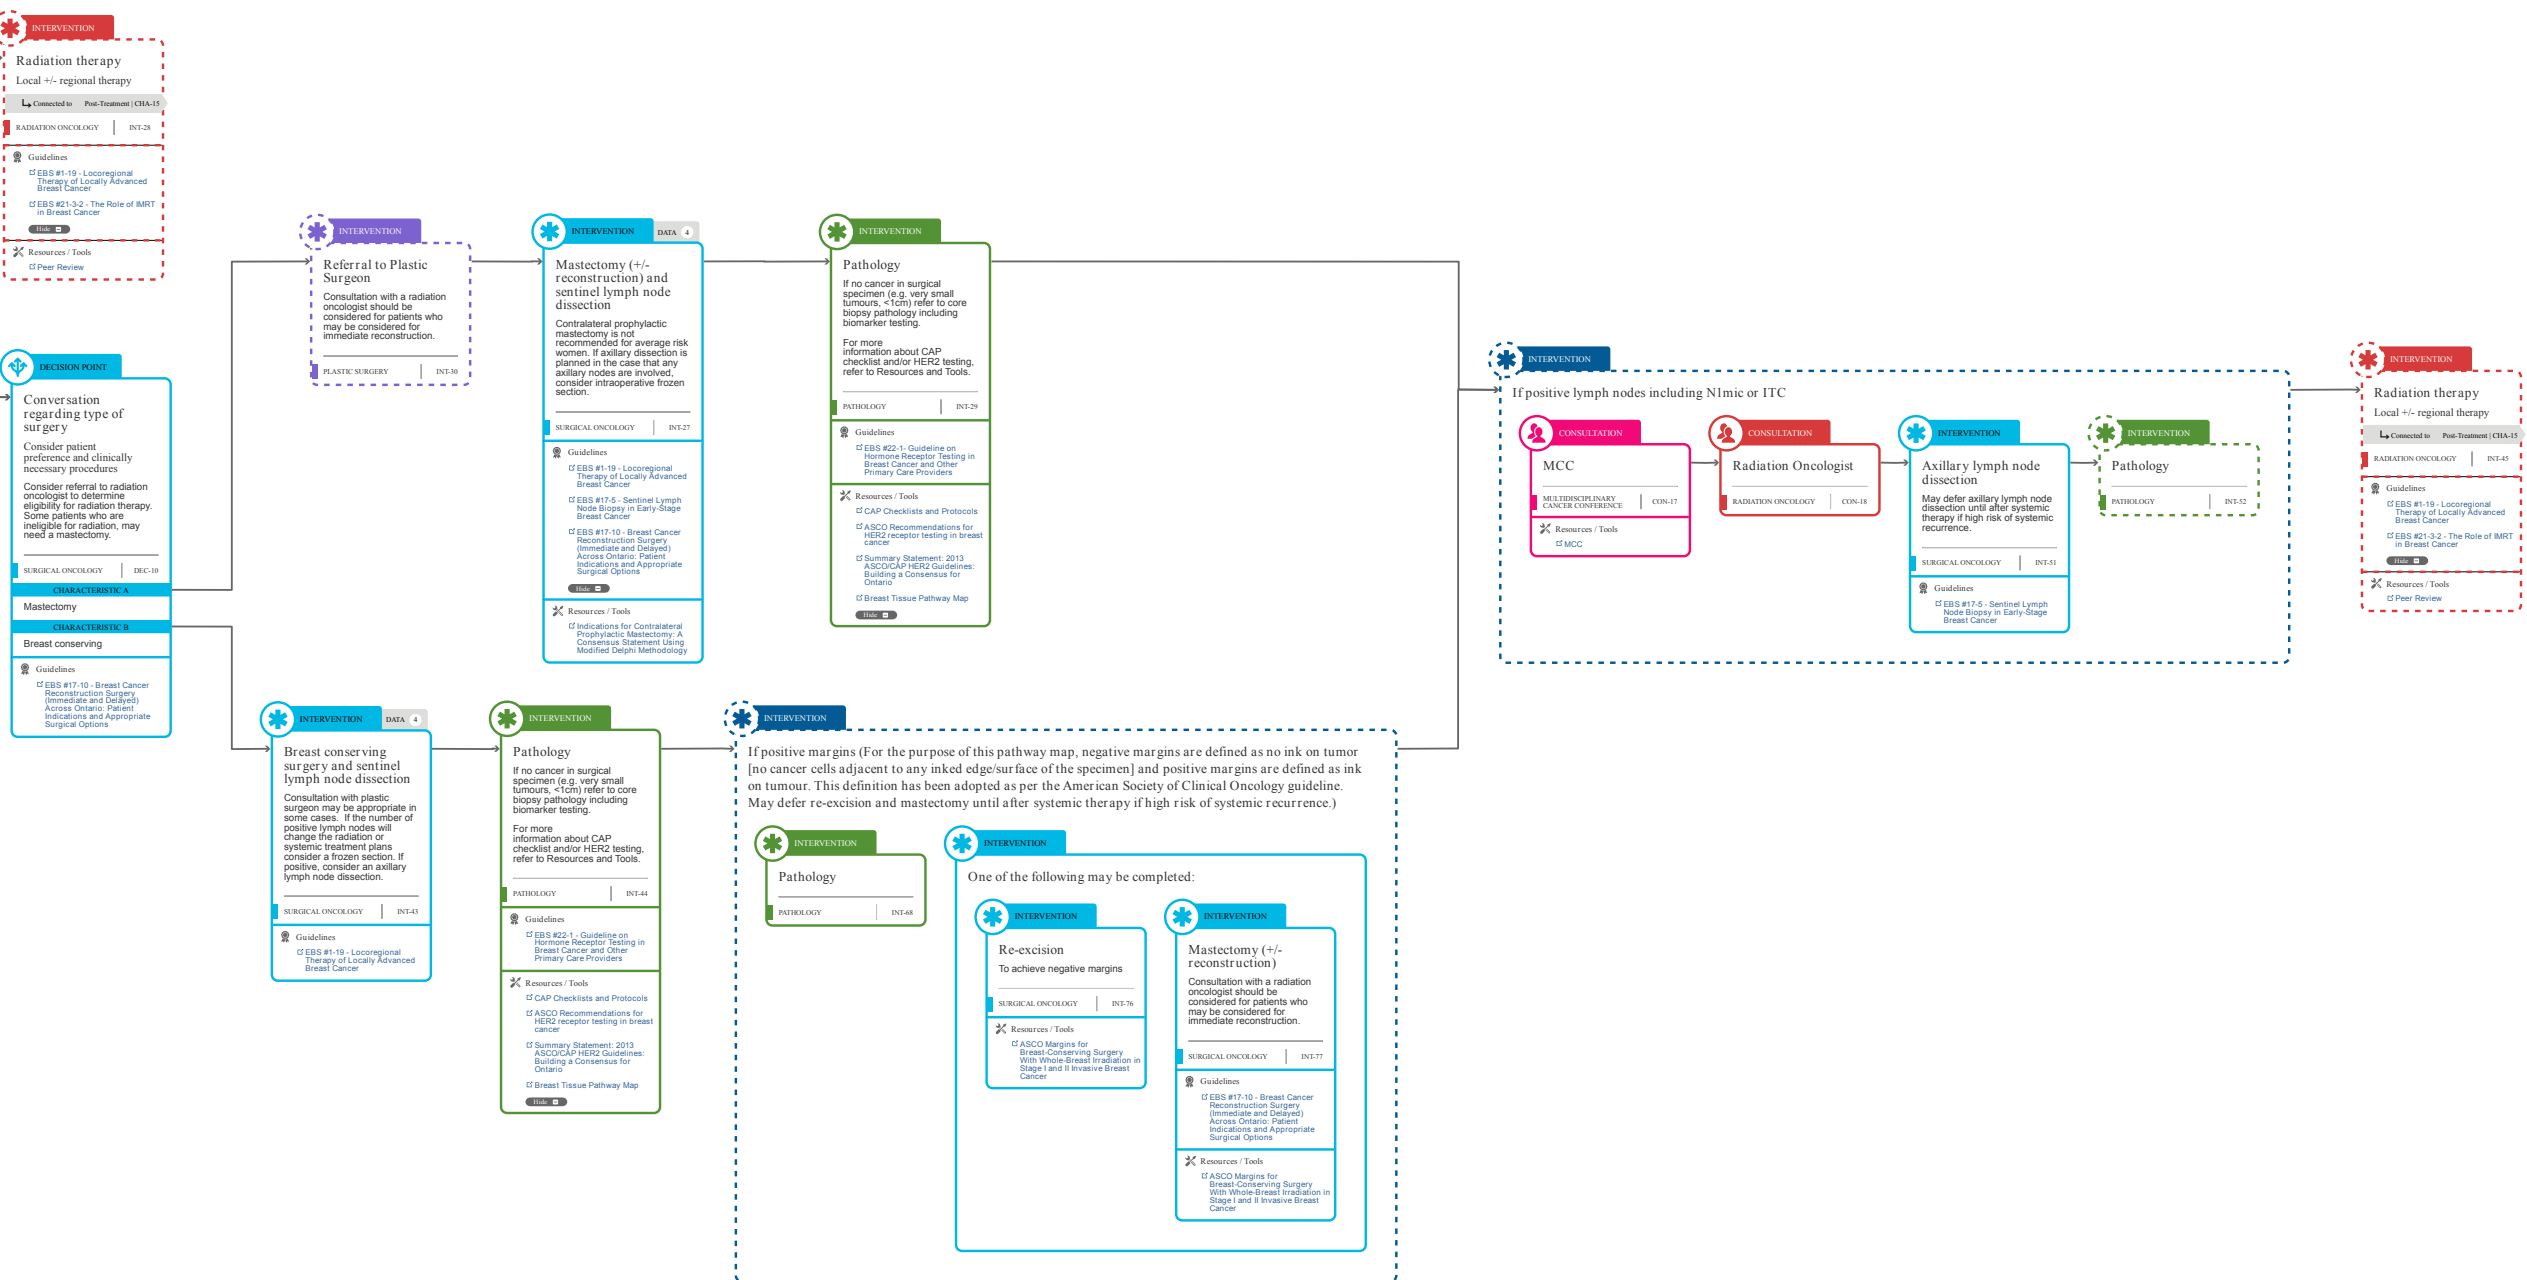 INTERVENTION
Radiation therapy
Local +/- regional therapy
Connected to Post-Treatment | CHA-15
RADIATION ONCOLOGY INT-28
Guidelines
EBS #1-19 - Locoregional
Therapy of Locally Advanced
Breast Cancer
EBS #21-3-2 - The Role of IMRT
in Breast Cancer
Hide
Resources / Tools
Peer Review
DECISION POINT
Conversation
regarding type of
surgery
Consider patient
preference and clinically
necessary procedures
Consider referral to radiation
oncologist to determine
eligibility for radiation therapy.
Some patients who are
ineligible for radiation, may
need a mastectomy.
SURGICAL ONCOLOGY DEC-10
CHARACTERISTIC A
Mastectomy
CHARACTERISTIC B
Breast conserving
Guidelines
EBS #17-10 - Breast Cancer
Reconstruction Surgery
(Immediate and Delayed)
Across Ontario: Patient
Indications and Appropriate
Surgical Options
INTERVENTION
Referral to Plastic
Surgeon
Consultation with a radiation
oncologist should be
considered for patients who
may be considered for
immediate reconstruction.
PLASTIC SURGERY INT-30
INTERVENTION DATA 4
Mastectomy (+/-
reconstruction) and
sentinel lymph node
dissection
Contralateral prophylactic
mastectomy is not
recommended for average risk
women. If axillary dissection is
planned in the case that any
axillary nodes are involved,
consider intraoperative frozen
section.
SURGICAL ONCOLOGY INT-27
Guidelines
EBS #1-19 - Locoregional
Therapy of Locally Advanced
Breast Cancer
EBS #17-5 - Sentinel Lymph
Node Biopsy in Early-Stage
Breast Cancer
EBS #17-10 - Breast Cancer
Reconstruction Surgery
(Immediate and Delayed)
Across Ontario: Patient
Indications and Appropriate
Surgical Options
Hide
Resources / Tools
Indications for Contralateral
Prophylactic Mastectomy: A
Consensus Statement Using
Modified Delphi Methodology
INTERVENTION
Pathology
If no cancer in surgical
specimen (e.g. very small
tumours, <1cm) refer to core
biopsy pathology including
biomarker testing.
For more
information about CAP
checklist and/or HER2 testing,
refer to Resources and Tools.
PATHOLOGY INT-29
Guidelines
EBS #22-1- Guideline on
Hormone Receptor Testing in
Breast Cancer and Other
Primary Care Providers
Resources / Tools
CAP Checklists and Protocols
ASCO Recommendations for
HER2 receptor testing in breast
cancer
Summary Statement: 2013
ASCO/CAP HER2 Guidelines:
Building a Consensus for
Ontario
Breast Tissue Pathway Map
Hide
INTERVENTION DATA 4
Breast conserving
surgery and sentinel
lymph node dissection
Consultation with plastic
surgeon may be appropriate in
some cases. If the number of
positive lymph nodes will
change the radiation or
systemic treatment plans
consider a frozen section. If
positive, consider an axillary
lymph node dissection.
SURGICAL ONCOLOGY INT-43
Guidelines
EBS #1-19 - Locoregional
Therapy of Locally Advanced
Breast Cancer
INTERVENTION
Pathology
If no cancer in surgical
specimen (e.g. very small
tumours, <1cm) refer to core
biopsy pathology including
biomarker testing.
For more
information about CAP
checklist and/or HER2 testing,
refer to Resources and Tools.
PATHOLOGY INT-44
Guidelines
EBS #22-1 - Guideline on
Hormone Receptor Testing in
Breast Cancer and Other
Primary Care Providers
Resources / Tools
CAP Checklists and Protocols
ASCO Recommendations for
HER2 receptor testing in breast
cancer
Summary Statement: 2013
ASCO/CAP HER2 Guidelines:
Building a Consensus for
Ontario
Breast Tissue Pathway Map
Hide
INTERVENTION
If positive margins (For the purpose of this pathway map, negative margins are defined as no ink on tumor
[no cancer cells adjacent to any inked edge/surface of the specimen] and positive margins are defined as ink
on tumour. This definition has been adopted as per the American Society of Clinical Oncology guideline.
May defer re-excision and mastectomy until after systemic therapy if high risk of systemic recurrence.)
INTERVENTION
Pathology
PATHOLOGY INT-68
INTERVENTION
One of the following may be completed:
INTERVENTION
Re-excision
To achieve negative margins
SURGICAL ONCOLOGY INT-76
Resources / Tools
ASCO Margins for
Breast-Conserving Surgery
With Whole-Breast Irradiation in
Stage I and II Invasive Breast
Cancer
INTERVENTION
Mastectomy (+/-
reconstruction)
Consultation with a radiation
oncologist should be
considered for patients who
may be considered for
immediate reconstruction.
SURGICAL ONCOLOGY INT-77
Guidelines
EBS #17-10 - Breast Cancer
Reconstruction Surgery
(Immediate and Delayed)
Across Ontario: Patient
Indications and Appropriate
Surgical Options
Resources / Tools
ASCO Margins for
Breast-Conserving Surgery
With Whole-Breast Irradiation in
Stage I and II Invasive Breast
Cancer
INTERVENTION
If positive lymph nodes including N1mic or ITC
CONSULTATION
MCC
MULTIDISCIPLINARY
CANCER CONFERENCE CON-17
Resources / Tools
MCC
CONSULTATION
Radiation Oncologist
RADIATION ONCOLOGY CON-18
INTERVENTION
Axillary lymph node
dissection
May defer axillary lymph node
dissection until after systemic
therapy if high risk of systemic
recurrence.
SURGICAL ONCOLOGY INT-51
Guidelines
EBS #17-5 - Sentinel Lymph
Node Biopsy in Early-Stage
Breast Cancer
INTERVENTION
Pathology
PATHOLOGY INT-52
INTERVENTION
Radiation therapy
Local +/- regional therapy
Connected to Post-Treatment | CHA-15
RADIATION ONCOLOGY INT-45
Guidelines
EBS #1-19 - Locoregional
Therapy of Locally Advanced
Breast Cancer
EBS #21-3-2 - The Role of IMRT
in Breast Cancer
Hide
Resources / Tools
Peer Review